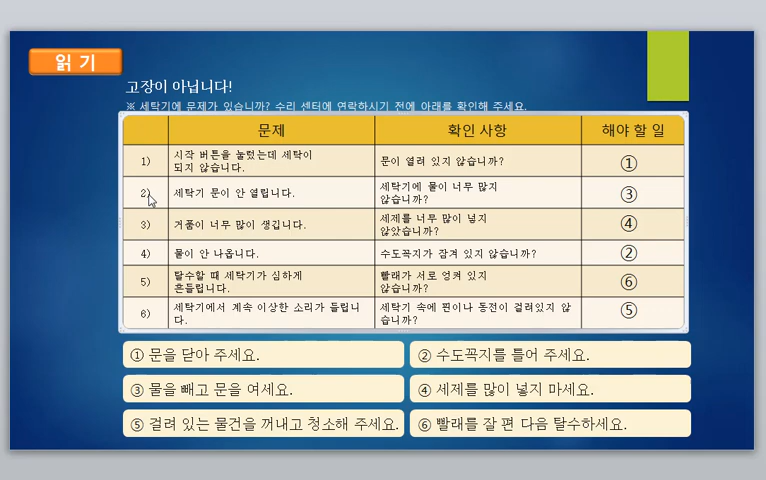 읽 기
고장이 아닙니다!
※ 세탁기에 문제가 있습니까? 수리 센터에 연락하시기 전에 아래를 확인해 주세요.
문제 확인 사항 해야 할 일
1) 시작 버튼을 눌렀는데 세탁이 되지 않습니다. 문이 열려 있지 않습니까? ①
2) 세탁기 문이 안 열립니다. 세탁기에 물이 너무 많지 않습니까? ③
3) 거품이 너무 많이 생깁니다. 세제를 너무 많이 넣지 않았습니까? ④
4) 물이 안 나옵니다. 수도꼭지가 잠겨 있지 않습니까? ②
5) 탈수할 때 세탁기가 심하게 흔들립니다. 빨래가 서로 엉켜 있지 않습니까? ⑥
6) 세탁기에서 계속 이상한 소리가 들립니다. 세탁기 속에 핀이나 동전이 걸려있지 않습니까? ⑤
① 문을 닫아 주세요.
② 수도꼭지를 틀어 주세요.
③ 물을 빼고 문을 여세요.
④ 세제를 많이 넣지 마세요.
⑤ 걸려 있는 물건을 꺼내고 청소해 주세요.
⑥ 빨래를 잘 편 다음 탈수하세요.